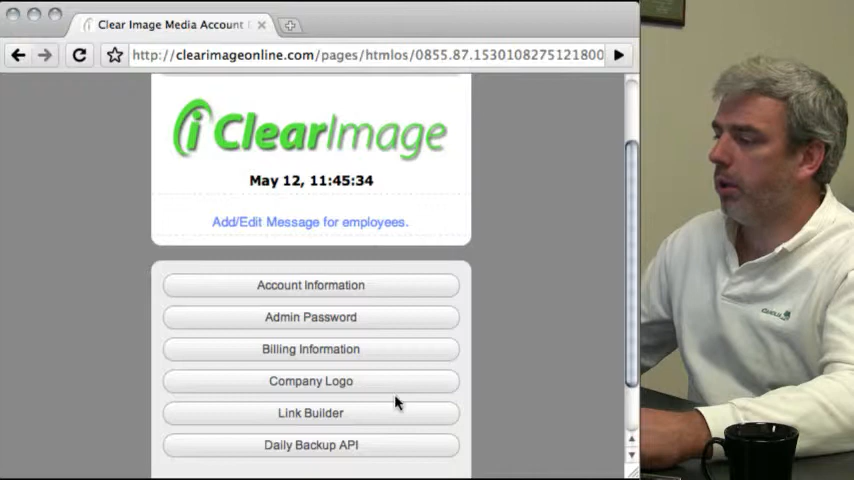 Clear Image Media Account
http://clearimageonline.com/pages/htmlos/0855.87.1530108275121800
i ClearImage
May 12, 11:45:34
Add/Edit Message for employees.
Account Information
Admin Password
Billing Information
Company Logo
Link Builder
Daily Backup API